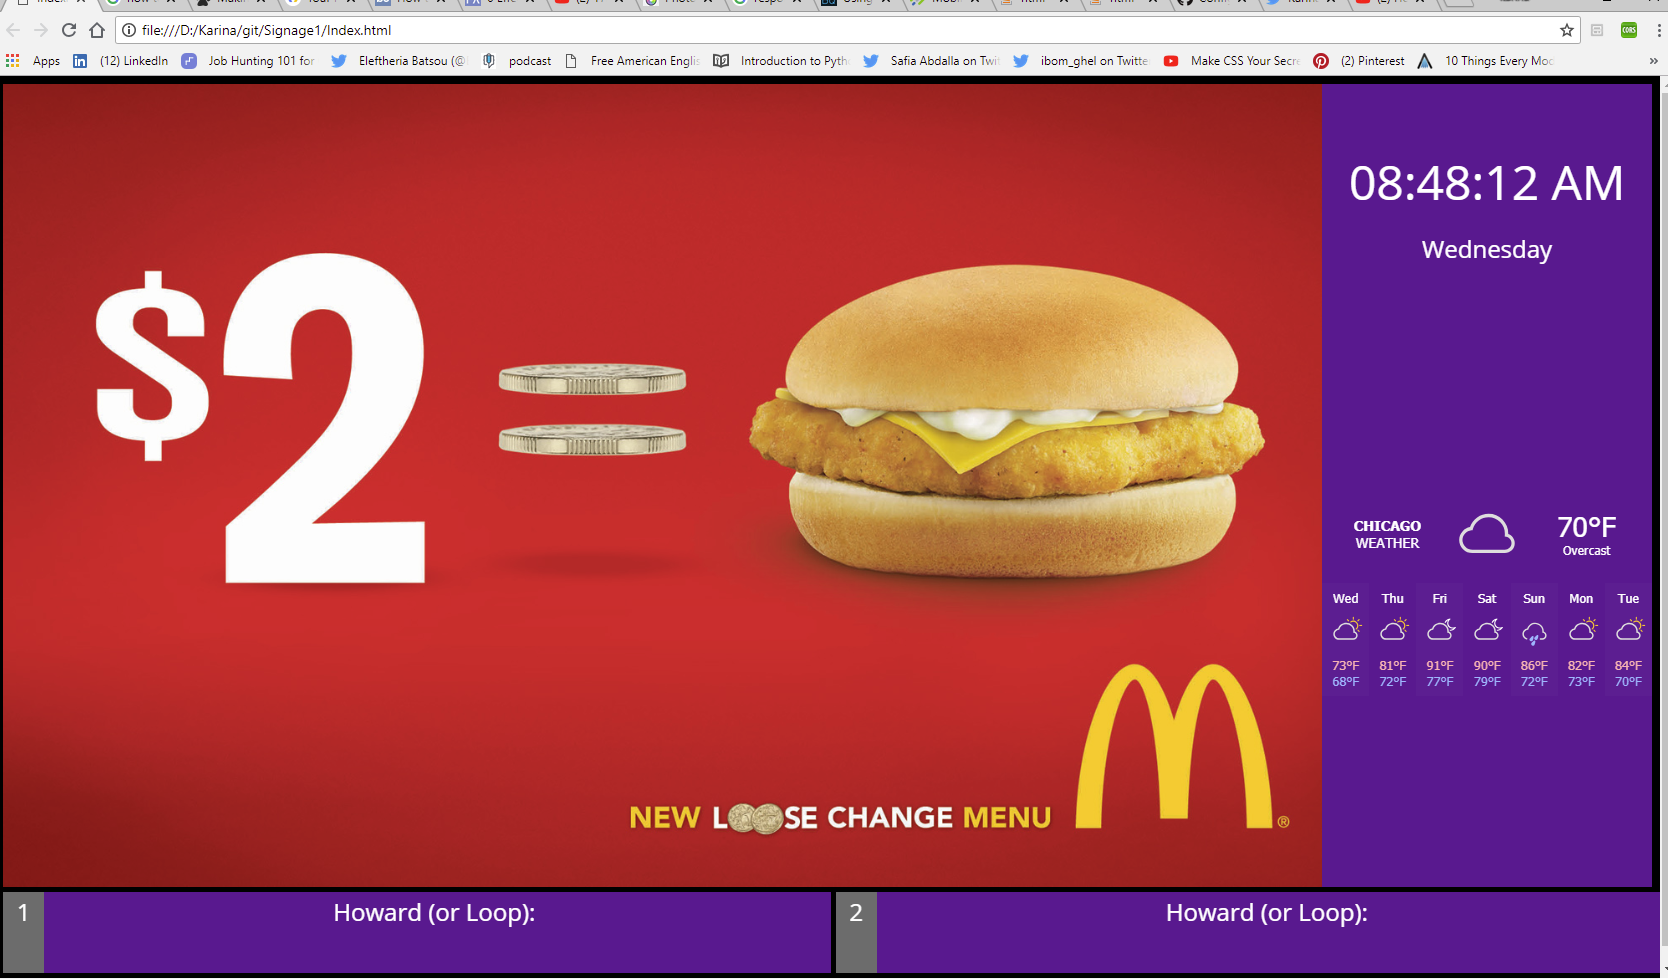 file:///D:/Karina/git/Signage1/Index.html
Apps (12) LinkedIn Job Hunting 101 for Eleftheria Batsou (@ podcast Free American Englis Introduction to Pyth Safia Abdalla on Twit ibom_ghel on Twitte Make CSS Your Secre (2) Pinterest 10 Things Every Mod »
08:48:12 AM
Wednesday
$2
CHICAGO
WEATHER
70°F
Overcast
Wed Thu Fri Sat Sun Mon Tue
73°F 81°F 91°F 90°F 86°F 82°F 84°F
68°F 72°F 77°F 79°F 72°F 73°F 70°F
NEW LOOSE CHANGE MENU
M ®
1 Howard (or Loop):
2 Howard (or Loop):